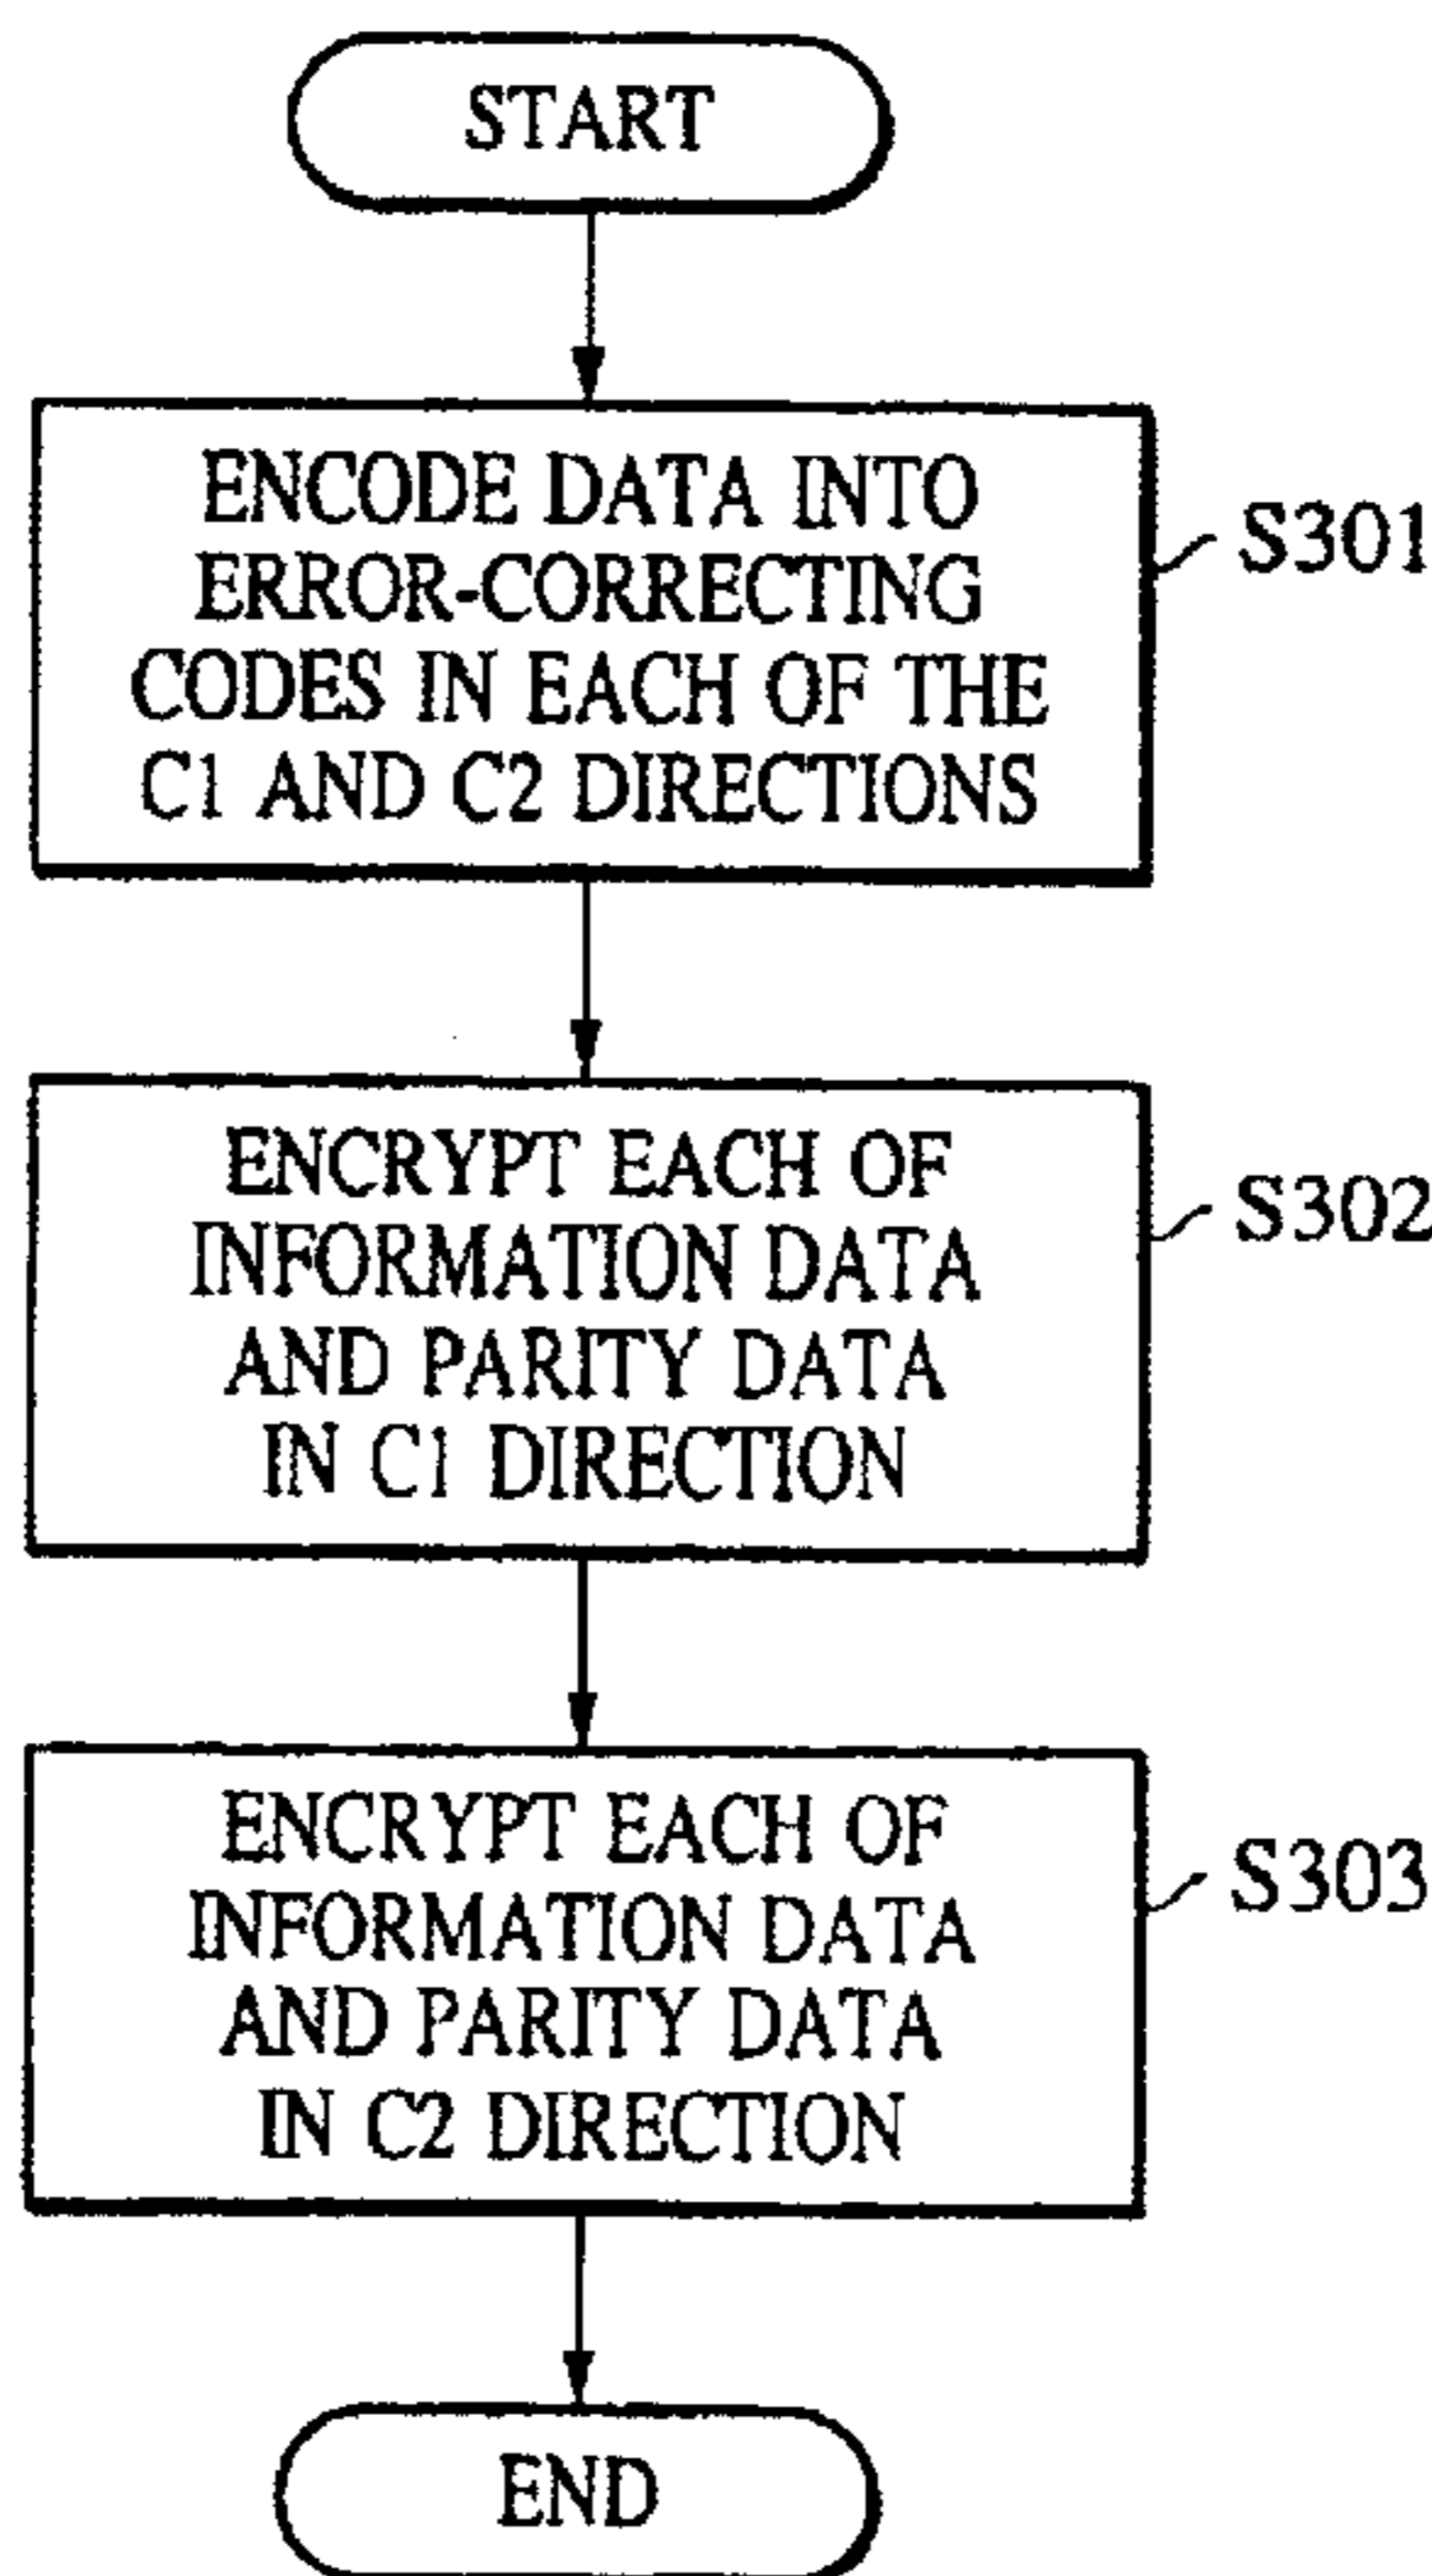 START
ENCODE DATA INTO
ERROR-CORRECTING
CODES IN EACH OF THE
C1 AND C2 DIRECTIONS
S301
ENCRYPT EACH OF
INFORMATION DATA
AND PARITY DATA
IN C1 DIRECTION
S302
ENCRYPT EACH OF
INFORMATION DATA
AND PARITY DATA
IN C2 DIRECTION
S303
END